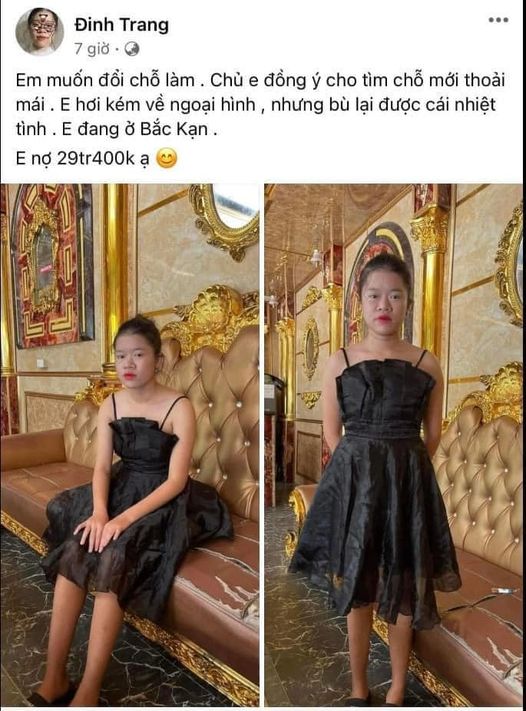 Đinh Trang
7 giờ ·
Em muốn đổi chỗ làm . Chủ e đồng ý cho tìm chỗ mới thoải
mái . E hơi kém về ngoại hình , nhưng bù lại được cái nhiệt
tình . E đang ở Bắc Kạn .
E nợ 29tr400k ạ 😊